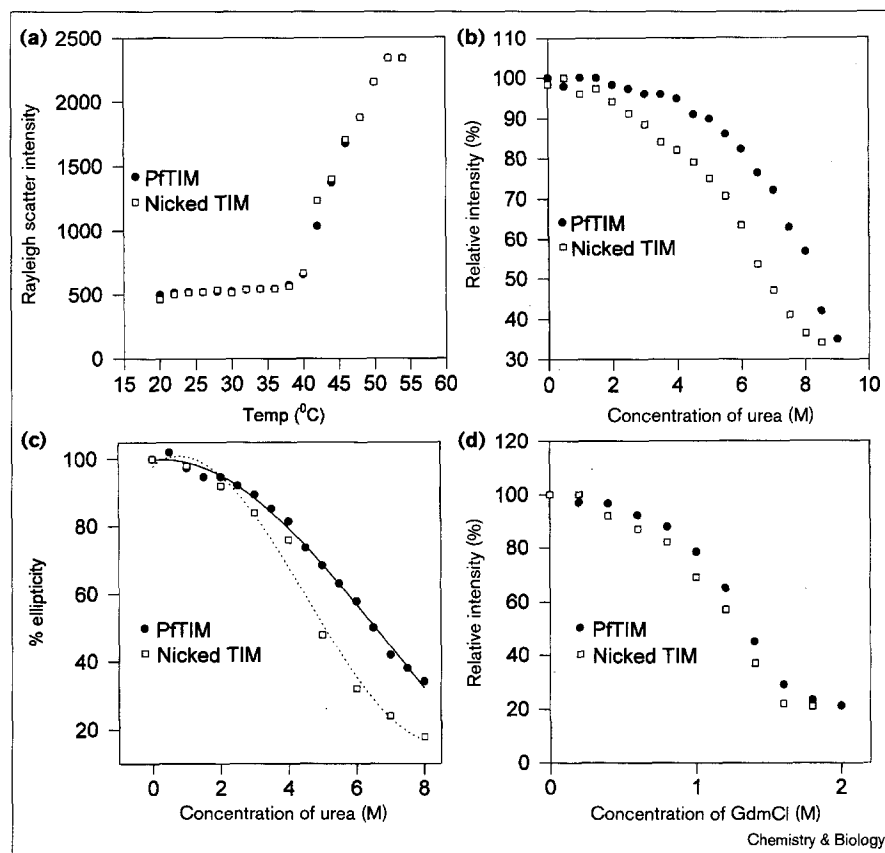 (a)
2500
2000
1500
1000
500
0
Rayleigh scatter intensity
PfTIM
Nicked TIM
15 20 25 30 35 40 45 50 55 60
Temp (⁰C)
(b)
110
100
90
80
70
60
50
40
30
Relative intensity (%)
PfTIM
Nicked TIM
0 2 4 6 8 10
Concentration of urea (M)
(c)
100
80
60
40
20
% ellipticity
PfTIM
Nicked TIM
0 2 4 6 8
Concentration of urea (M)
(d)
120
100
80
60
40
20
0
Relative intensity (%)
PfTIM
Nicked TIM
0 1 2
Concentration of GdmCl (M)
Chemistry & Biology